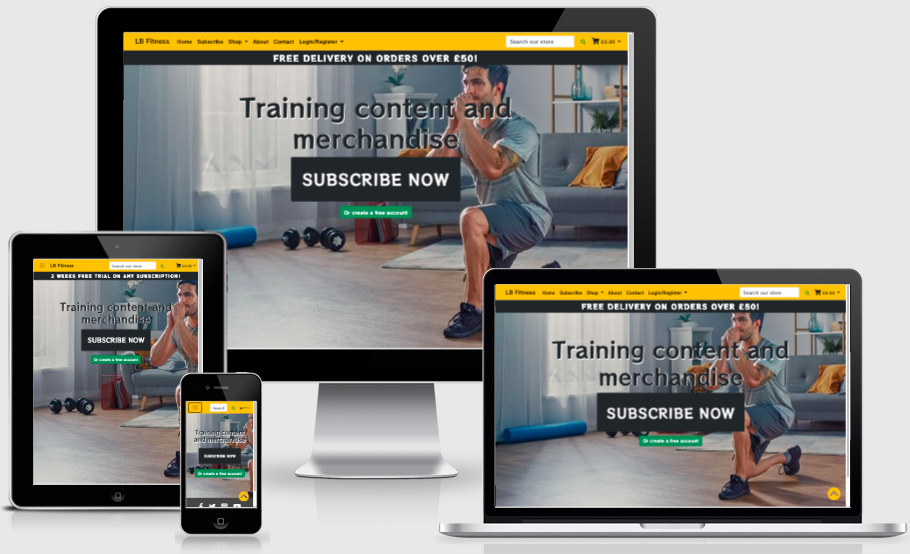 LB Fitness Home Subscribe Shop About Contact Login/Register Search our store £0.00
FREE DELIVERY ON ORDERS OVER £50!
Training content and
merchandise
SUBSCRIBE NOW
Or create a free account
LB Fitness Search our store £0.00
2 WEEKS FREE TRIAL ON ANY SUBSCRIPTION!
Training content and
merchandise
SUBSCRIBE NOW
Or create a free account
Search
Training content
and merchandise
SUBSCRIBE NOW
Or create a free account
LB Fitness Home Subscribe Shop About Contact Login/Register Search our store £0.00
FREE DELIVERY ON ORDERS OVER £50!
Training content and
merchandise
SUBSCRIBE NOW
Or create a free account